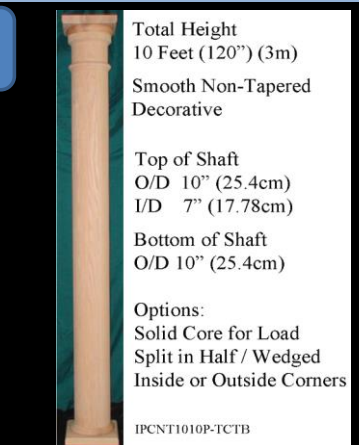 Total Height
10 Feet (120”) (3m)
Smooth Non-Tapered
Decorative
Top of Shaft
O/D 10” (25.4cm)
I/D 7” (17.78cm)
Bottom of Shaft
O/D 10” (25.4cm)
Options:
Solid Core for Load
Split in Half / Wedged
Inside or Outside Corners
IPCNT1010P-TCTB